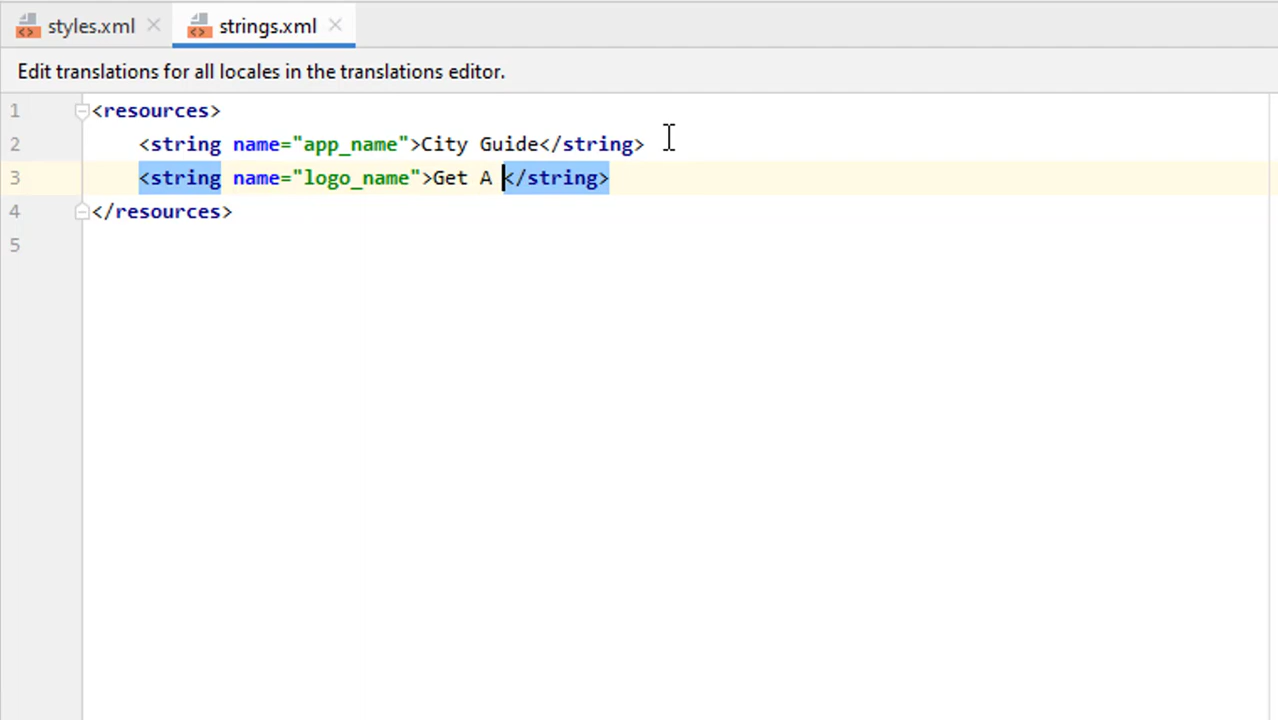 styles.xml
strings.xml
Edit translations for all locales in the translations editor.
1 <resources>
2 <string name="app_name">City Guide</string>
3 <string name="logo_name">Get A </string>
4 </resources>
5